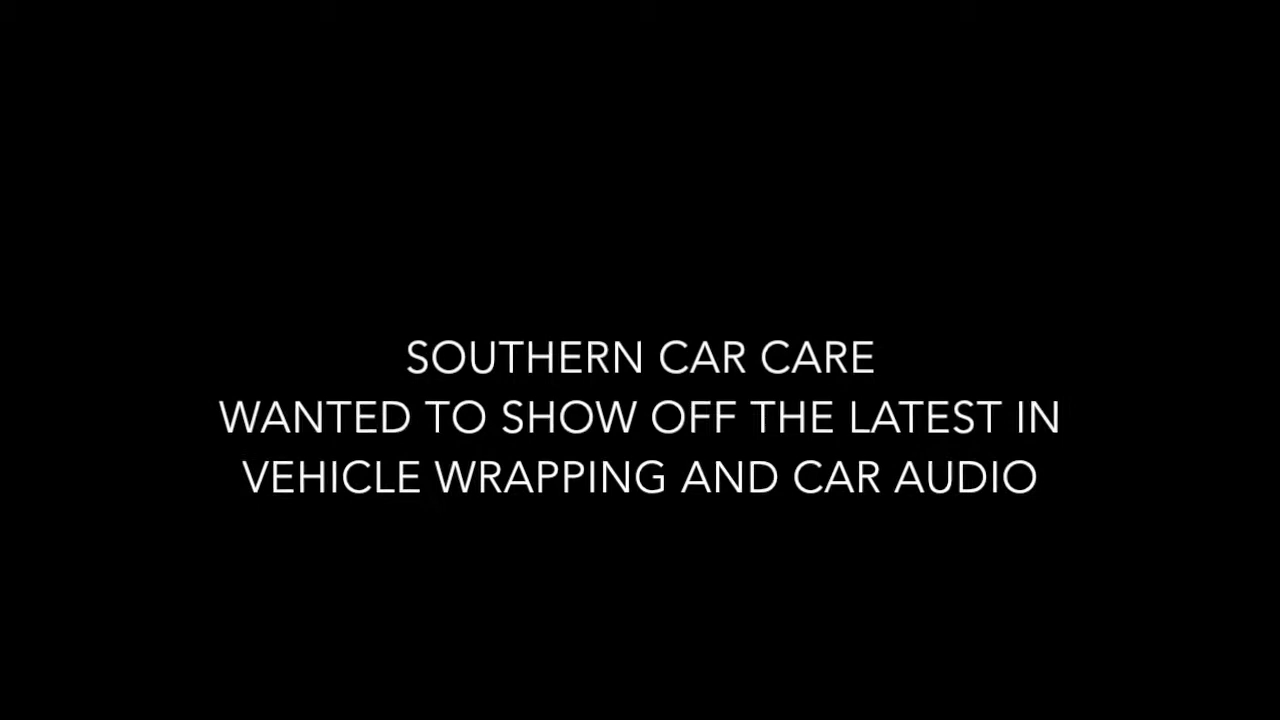 SOUTHERN CAR CARE
WANTED TO SHOW OFF THE LATEST IN
VEHICLE WRAPPING AND CAR AUDIO